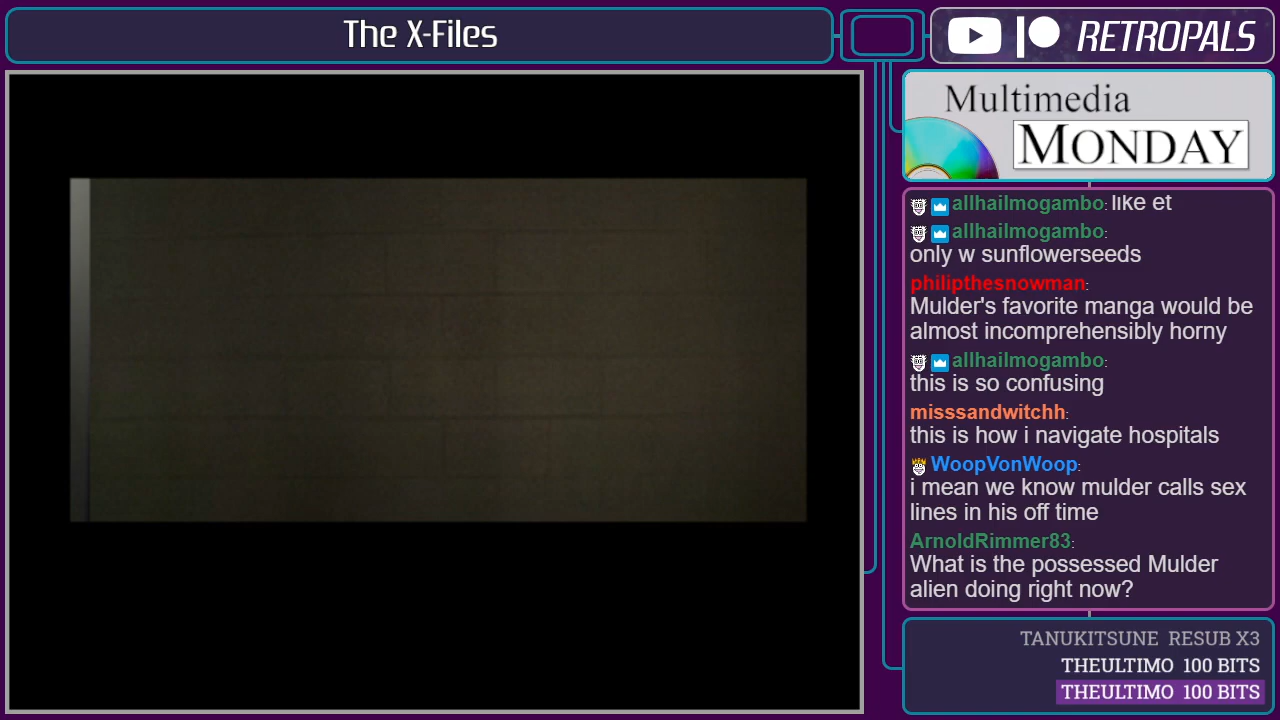 The X-Files
RETROPALS
Multimedia
MONDAY
allhailmogambo: like et
allhailmogambo:
only w sunflowerseeds
philipthesnowman:
Mulder's favorite manga would be
almost incomprehensibly horny
allhailmogambo:
this is so confusing
misssandwitchh:
this is how i navigate hospitals
WoopVonWoop:
i mean we know mulder calls sex
lines in his off time
ArnoldRimmer83:
What is the possessed Mulder
alien doing right now?
TANUKITSUNE RESUB X3
THEULTIMO 100 BITS
THEULTIMO 100 BITS